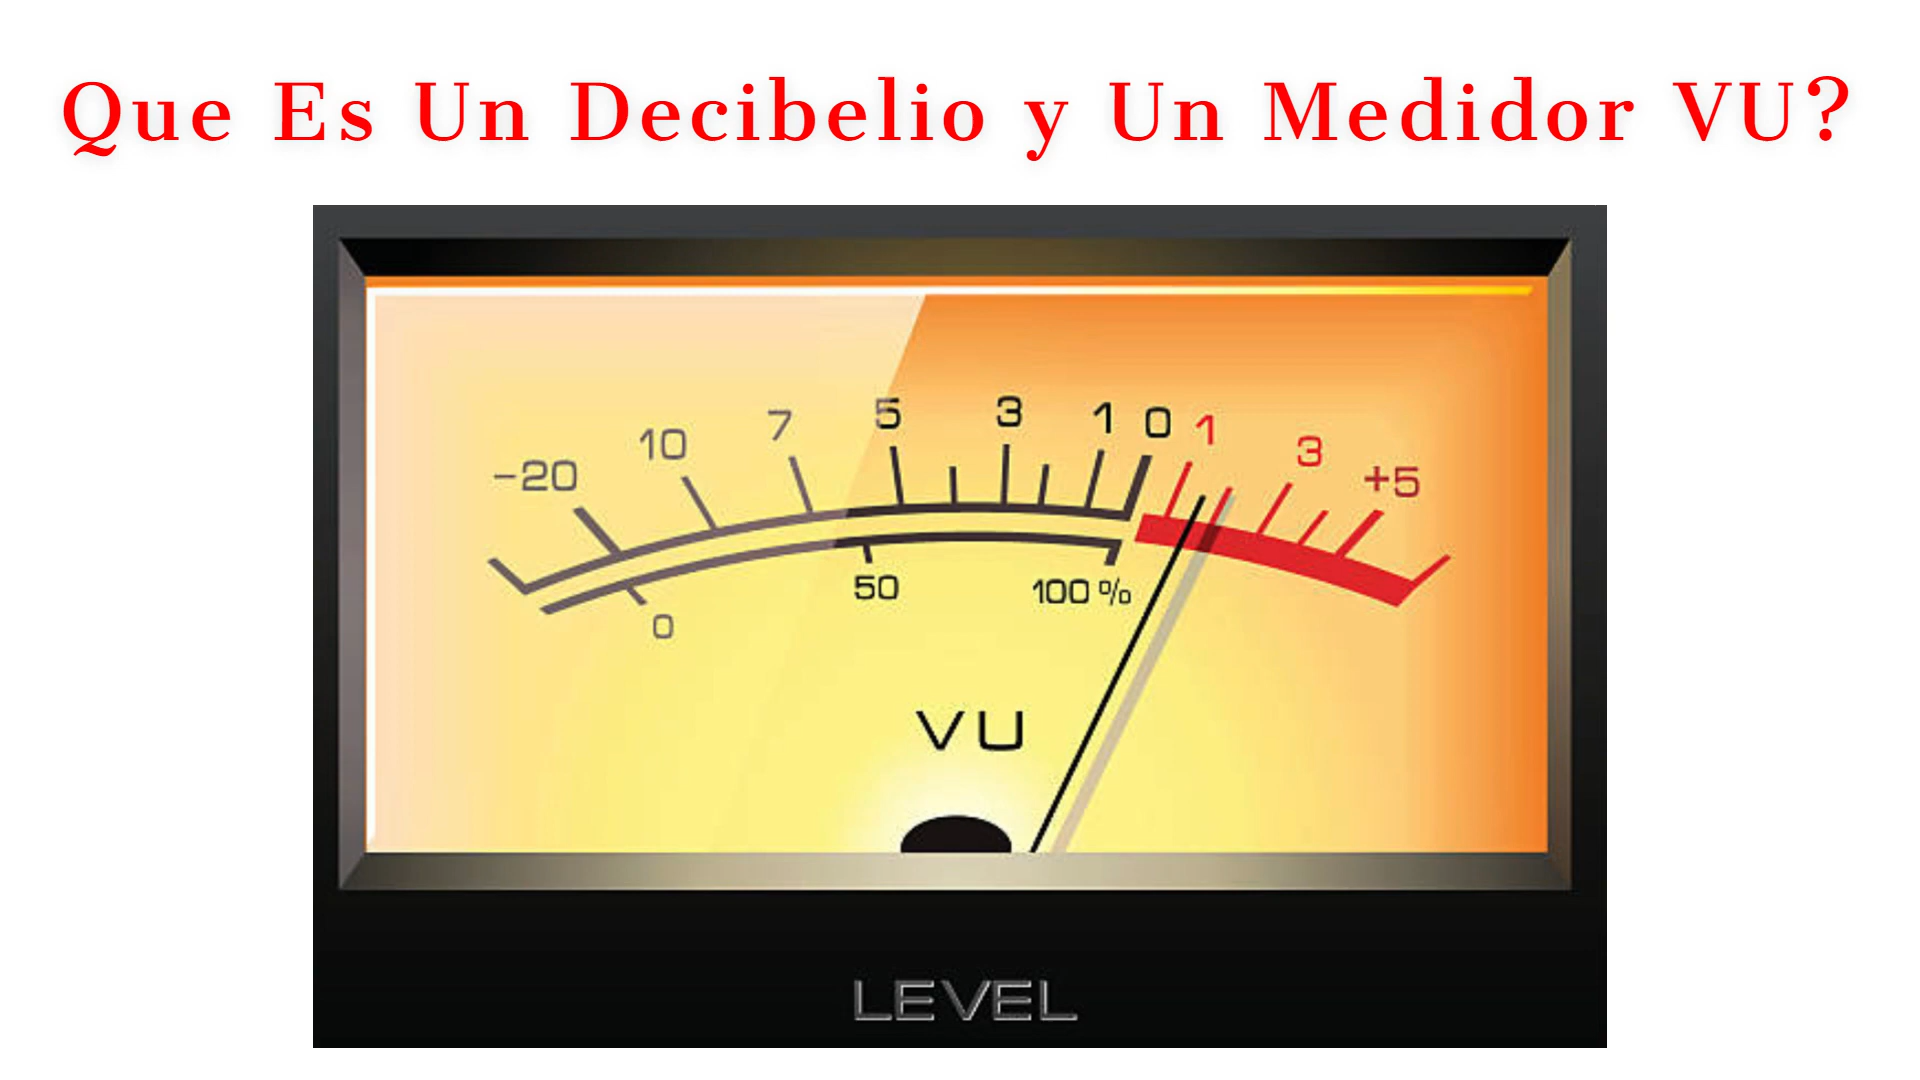 Que Es Un Decibelio y Un Medidor VU?
-20 10 7 5 3 1 0 1 3 +5
0 50 100 %
VU
LEVEL